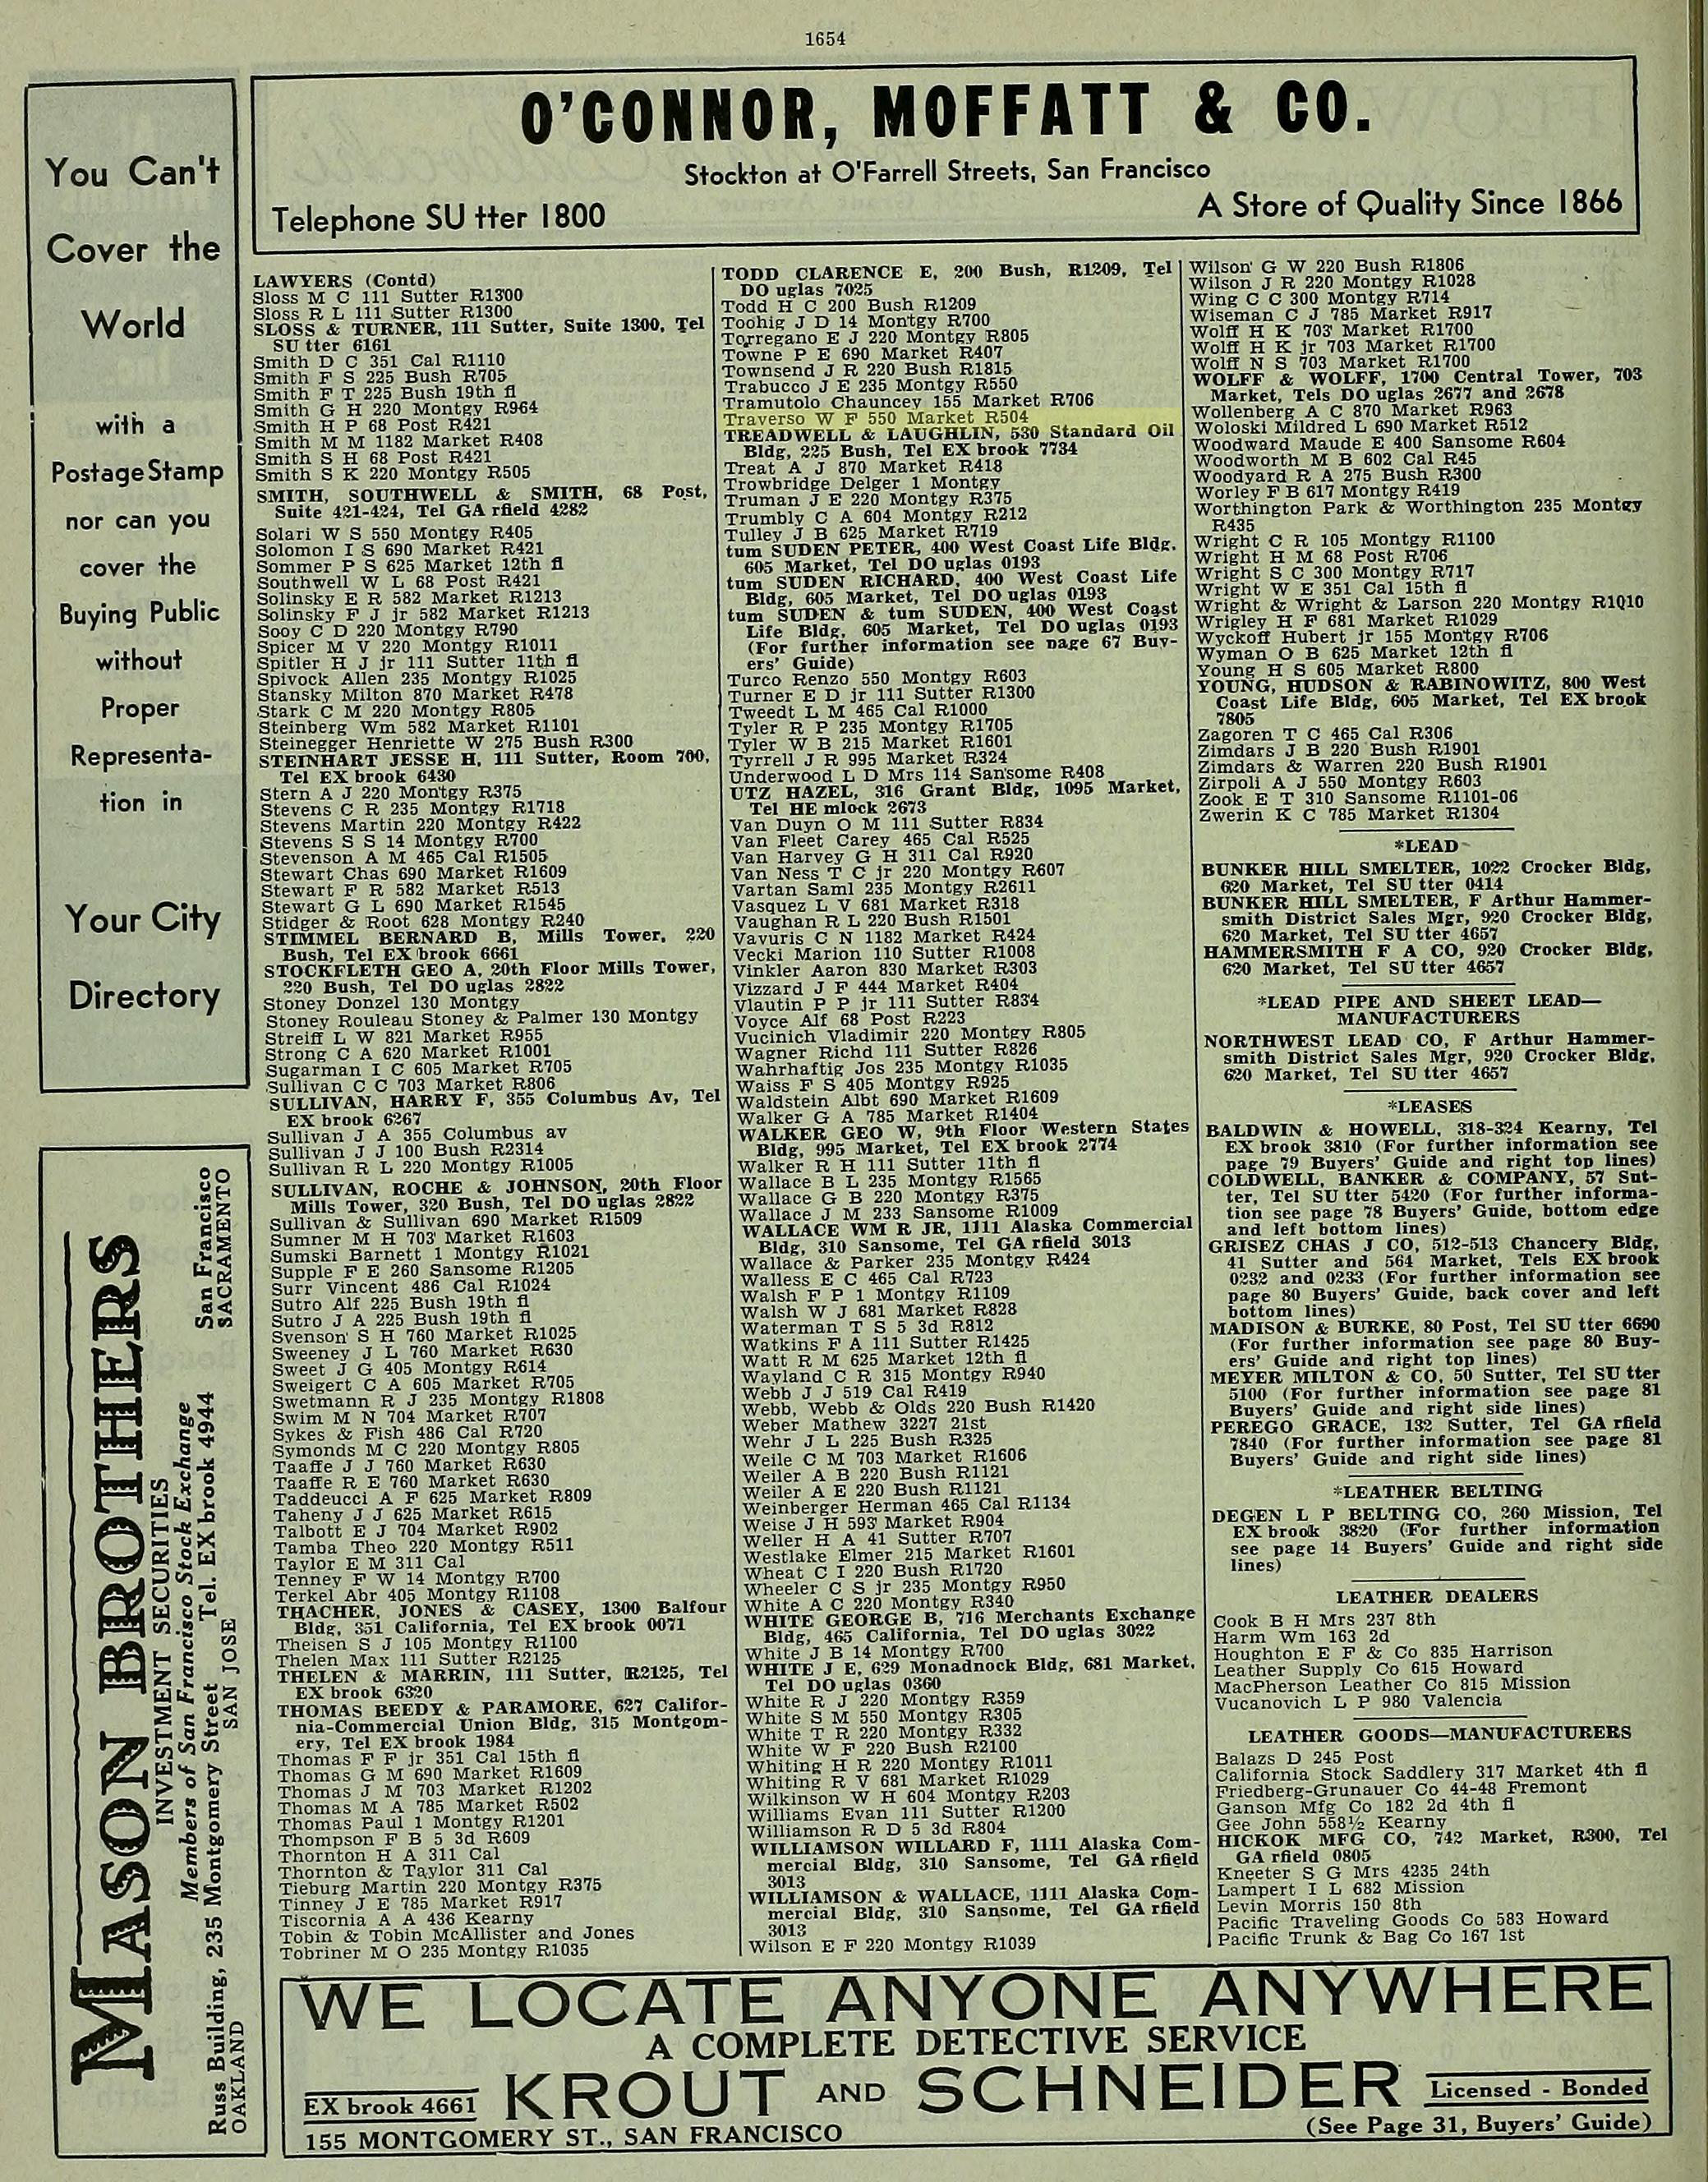 1654
O'CONNOR, MOFFATT & CO.
Stockton at O'Farrell Streets, San Francisco
Telephone SU tter 1800
A Store of Quality Since 1866
You Can't
Cover the
World
with a
Postage Stamp
nor can you
cover the
Buying Public
without
Proper
Representa-
tion in
Your City
Directory
MASON BROTHERS
INVESTMENT SECURITIES
Members of San Francisco Stock Exchange
Russ Building, 235 Montgomery Street Tel. EX brook 4944 San Francisco
OAKLAND SAN JOSE SACRAMENTO
LAWYERS (Contd)
Sloss M C 111 Sutter R1300
Sloss R L 111 Sutter R1300
SLOSS & TURNER, 111 Sutter, Suite 1300, Tel
SU tter 6161
Smith D C 351 Cal R1110
Smith F S 225 Bush R705
Smith F T 225 Bush 19th fl
Smith G H 220 Montgy R964
Smith H P 68 Post R421
Smith M M 1182 Market R408
Smith S H 68 Post R421
Smith S K 220 Montgy R505
SMITH, SOUTHWELL & SMITH, 68 Post,
Suite 421-424, Tel GA rfield 4282
Solari W S 550 Montgy R405
Solomon I S 690 Market R421
Sommer P S 625 Market 12th fl
Southwell W L 68 Post R421
Solinsky E R 582 Market R1213
Solinsky F J jr 582 Market R1213
Sooy C D 220 Montgy R790
Spicer M V 220 Montgy R1011
Spitler H J jr 111 Sutter 11th fl
Spivock Allen 235 Montgy R1025
Stansky Milton 870 Market R478
Stark C M 220 Montgy R805
Steinberg Wm 582 Market R1101
Steinegger Henriette W 275 Bush R300
STEINHART JESSE H, 111 Sutter, Room 700,
Tel EX brook 6430
Stern A J 220 Montgy R375
Stevens C R 235 Montgy R1718
Stevens Martin 220 Montgy R422
Stevens S S 14 Montgy R700
Stevenson A M 465 Cal R1505
Stewart Chas 690 Market R1609
Stewart F R 582 Market R513
Stewart G L 690 Market R1545
Stidger & Root 628 Montgy R240
STIMMEL BERNARD B, Mills Tower, 220
Bush, Tel EX brook 6661
STOCKFLETH GEO A, 20th Floor Mills Tower,
220 Bush, Tel DO uglas 2822
Stoney Donzel 130 Montgy
Stoney Rouleau Stoney & Palmer 130 Montgy
Streiff L W 821 Market R955
Strong C A 620 Market R1001
Sugarman I C 605 Market R705
Sullivan C C 703 Market R806
SULLIVAN, HARRY F, 355 Columbus Av, Tel
EX brook 6267
Sullivan J A 355 Columbus av
Sullivan J J 100 Bush R2314
Sullivan R L 220 Montgy R1005
SULLIVAN, ROCHE & JOHNSON, 20th Floor
Mills Tower, 320 Bush, Tel DO uglas 2822
Sullivan & Sullivan 690 Market R1509
Sumner M H 703 Market R1603
Sumski Barnett 1 Montgy R1021
Supple F E 260 Sansome R1205
Surr Vincent 486 Cal R1024
Sutro Alf 225 Bush 19th fl
Sutro J A 225 Bush 19th fl
Svenson S H 760 Market R1025
Sweeney J L 760 Market R630
Sweet J G 405 Montgy R614
Sweigert C A 605 Market R705
Swetmann R J 235 Montgy R1808
Swim M N 704 Market R707
Sykes & Fish 486 Cal R720
Symonds M C 220 Montgy R805
Taaffe J J 760 Market R630
Taaffe R E 760 Market R630
Taddeucci A F 625 Market R809
Taheny J J 625 Market R615
Talbott E J 704 Market R902
Tamba Theo 220 Montgy R511
Taylor E M 311 Cal
Tenney F W 14 Montgy R700
Terkel Abr 405 Montgy R1108
THACHER, JONES & CASEY, 1300 Balfour
Bldg, 351 California, Tel EX brook 0071
Theisen S J 105 Montgy R1100
Thelen Max 111 Sutter R2125
THELEN & MARRIN, 111 Sutter, R2125, Tel
EX brook 6320
THOMAS BEEDY & PARAMORE, 627 Califor-
nia-Commercial Union Bldg, 315 Montgom-
ery, Tel EX brook 1984
Thomas F F jr 351 Cal 15th fl
Thomas G M 690 Market R1609
Thomas J M 703 Market R1202
Thomas M A 785 Market R502
Thomas Paul 1 Montgy R1201
Thompson F B 5 3d R609
Thornton H A 311 Cal
Thornton & Taylor 311 Cal
Tieburg Martin 220 Montgy R375
Tinney J E 785 Market R917
Tiscornia A A 436 Kearny
Tobin & Tobin McAllister and Jones
Tobriner M O 235 Montgy R1035
TODD CLARENCE E, 200 Bush, R1209, Tel
DO uglas 7025
Todd H C 200 Bush R1209
Toohig J D 14 Montgy R700
Torregano E J 220 Montgy R805
Towne P E 690 Market R407
Townsend J R 220 Bush R1815
Trabucco J E 235 Montgy R550
Tramutolo Chauncey 155 Market R706
Traverso W F 550 Market R504
TREADWELL & LAUGHLIN, 530 Standard Oil
Bldg, 225 Bush, Tel EX brook 7734
Treat A J 870 Market R418
Trowbridge Delger 1 Montgy
Truman J E 220 Montgy R375
Trumbly C A 604 Montgy R212
Tulley J B 625 Market R719
tum SUDEN PETER, 400 West Coast Life Bldg,
605 Market, Tel DO uglas 0193
tum SUDEN RICHARD, 400 West Coast Life
Bldg, 605 Market, Tel DO uglas 0193
tum SUDEN & tum SUDEN, 400 West Coast
Life Bldg, 605 Market, Tel DO uglas 0193
(For further information see page 67 Buy-
ers' Guide)
Turco Renzo 550 Montgy R603
Turner E D jr 111 Sutter R1300
Tweedt L M 465 Cal R1000
Tyler R P 235 Montgy R1705
Tyler W B 215 Market R1601
Tyrrell J R 995 Market R324
Underwood L D Mrs 114 Sansome R408
UTZ HAZEL, 316 Grant Bldg, 1095 Market,
Tel HE mlock 2673
Van Duyn O M 111 Sutter R834
Van Fleet Carey 465 Cal R525
Van Harvey G H 311 Cal R920
Van Ness T C jr 220 Montgy R607
Vartan Saml 235 Montgy R2611
Vasquez L V 681 Market R318
Vaughan R L 220 Bush R1501
Vavuris C N 1182 Market R424
Vecki Marion 110 Sutter R1008
Vinkler Aaron 830 Market R303
Vizzard J F 444 Market R404
Vlautin P P jr 111 Sutter R834
Voyce Alf 68 Post R223
Vucinich Vladimir 220 Montgy R805
Wagner Richd 111 Sutter R826
Wahrhaftig Jos 235 Montgy R1035
Waiss F S 405 Montgy R925
Waldstein Albt 690 Market R1609
Walker G A 785 Market R1404
WALKER GEO W, 9th Floor Western States
Bldg, 995 Market, Tel EX brook 2774
Walker R H 111 Sutter 11th fl
Wallace B L 235 Montgy R1565
Wallace G B 220 Montgy R375
Wallace J M 233 Sansome R1009
WALLACE WM R JR, 1111 Alaska Commercial
Bldg, 310 Sansome, Tel GA rfield 3013
Wallace & Parker 235 Montgy R424
Walless E C 465 Cal R723
Walsh F P 1 Montgy R1109
Walsh W J 681 Market R828
Waterman T S 5 3d R812
Watkins F A 111 Sutter R1425
Watt R M 625 Market 12th fl
Wayland C R 315 Montgy R940
Webb J J 519 Cal R419
Webb, Webb & Olds 220 Bush R1420
Weber Mathew 3227 21st
Wehr J L 225 Bush R325
Weile C M 703 Market R1606
Weiler A B 220 Bush R1121
Weiler A E 220 Bush R1121
Weinberger Herman 465 Cal R1134
Weise J H 593 Market R904
Weller H A 41 Sutter R707
Westlake Elmer 215 Market R1601
Wheat C I 220 Bush R1720
Wheeler C S jr 235 Montgy R950
White A C 220 Montgy R340
WHITE GEORGE B, 716 Merchants Exchange
Bldg, 465 California, Tel DO uglas 3022
White J B 14 Montgy R700
WHITE J E, 629 Monadnock Bldg, 681 Market,
Tel DO uglas 0360
White R J 220 Montgy R359
White S M 550 Montgy R305
White T R 220 Montgy R332
White W F 220 Bush R2100
Whiting H R 220 Montgy R1011
Whiting R V 681 Market R1029
Wilkinson W H 604 Montgy R203
Williams Evan 111 Sutter R1200
Williamson R D 5 3d R804
WILLIAMSON WILLARD F, 1111 Alaska Com-
mercial Bldg, 310 Sansome, Tel GA rfield
3013
WILLIAMSON & WALLACE, 1111 Alaska Com-
mercial Bldg, 310 Sansome, Tel GA rfield
3013
Wilson E F 220 Montgy R1039
Wilson G W 220 Bush R1806
Wilson J R 220 Montgy R1028
Wing C C 300 Montgy R714
Wiseman C J 785 Market R917
Wolff H K 703 Market R1700
Wolff H K jr 703 Market R1700
Wolff N S 703 Market R1700
WOLFF & WOLFF, 1700 Central Tower, 703
Market, Tels DO uglas 2677 and 2678
Wollenberg A C 870 Market R963
Woloski Mildred L 690 Market R512
Woodward Maude E 400 Sansome R604
Woodworth M B 602 Cal R45
Woodyard R A 275 Bush R300
Worley F B 617 Montgy R419
Worthington Park & Worthington 235 Montgy
R435
Wright C R 105 Montgy R1100
Wright H M 68 Post R706
Wright S C 300 Montgy R717
Wright W E 351 Cal 15th fl
Wright & Wright & Larson 220 Montgy R1010
Wrigley H F 681 Market R1029
Wyckoff Hubert jr 155 Montgy R706
Wyman O B 625 Market 12th fl
Young H S 605 Market R800
YOUNG, HUDSON & RABINOWITZ, 800 West
Coast Life Bldg, 605 Market, Tel EX brook
7805
Zagoren T C 465 Cal R306
Zimdars J B 220 Bush R1901
Zimdars & Warren 220 Bush R1901
Zirpoli A J 550 Montgy R603
Zook E T 310 Sansome R1101-06
Zwerin K C 785 Market R1304
*LEAD
BUNKER HILL SMELTER, 1022 Crocker Bldg,
620 Market, Tel SU tter 0414
BUNKER HILL SMELTER, F Arthur Hammer-
smith District Sales Mgr, 920 Crocker Bldg,
620 Market, Tel SU tter 4657
HAMMERSMITH F A CO, 920 Crocker Bldg,
620 Market, Tel SU tter 4657
*LEAD PIPE AND SHEET LEAD—
MANUFACTURERS
NORTHWEST LEAD CO, F Arthur Hammer-
smith District Sales Mgr, 920 Crocker Bldg,
620 Market, Tel SU tter 4657
*LEASES
BALDWIN & HOWELL, 318-324 Kearny, Tel
EX brook 3810 (For further information see
page 79 Buyers' Guide and right top lines)
COLDWELL, BANKER & COMPANY, 57 Sut-
ter, Tel SU tter 5420 (For further informa-
tion see page 78 Buyers' Guide, bottom edge
and left bottom lines)
GRISEZ CHAS J CO, 512-513 Chancery Bldg,
41 Sutter and 564 Market, Tels EX brook
0232 and 0233 (For further information see
page 80 Buyers' Guide, back cover and left
bottom lines)
MADISON & BURKE, 80 Post, Tel SU tter 6690
(For further information see page 80 Buy-
ers' Guide and right top lines)
MEYER MILTON & CO, 50 Sutter, Tel SU tter
5100 (For further information see page 81
Buyers' Guide and right side lines)
PEREGO GRACE, 132 Sutter, Tel GA rfield
7840 (For further information see page 81
Buyers' Guide and right side lines)
*LEATHER BELTING
DEGEN L P BELTING CO, 260 Mission, Tel
EX brook 3820 (For further information
see page 14 Buyers' Guide and right side
lines)
LEATHER DEALERS
Cook B H Mrs 237 8th
Harm Wm 163 2d
Houghton E F & Co 835 Harrison
Leather Supply Co 615 Howard
MacPherson Leather Co 815 Mission
Vucanovich L P 980 Valencia
LEATHER GOODS—MANUFACTURERS
Balazs D 245 Post
California Stock Saddlery 317 Market 4th fl
Friedberg-Grunauer Co 44-48 Fremont
Ganson Mfg Co 182 2d 4th fl
Gee John 558½ Kearny
HICKOK MFG CO, 742 Market, R300, Tel
GA rfield 0805
Kneeter S G Mrs 4235 24th
Lampert I L 682 Mission
Levin Morris 150 8th
Pacific Traveling Goods Co 583 Howard
Pacific Trunk & Bag Co 167 1st
WE LOCATE ANYONE ANYWHERE
A COMPLETE DETECTIVE SERVICE
EX brook 4661 KROUT AND SCHNEIDER Licensed - Bonded
155 MONTGOMERY ST., SAN FRANCISCO (See Page 31, Buyers' Guide)